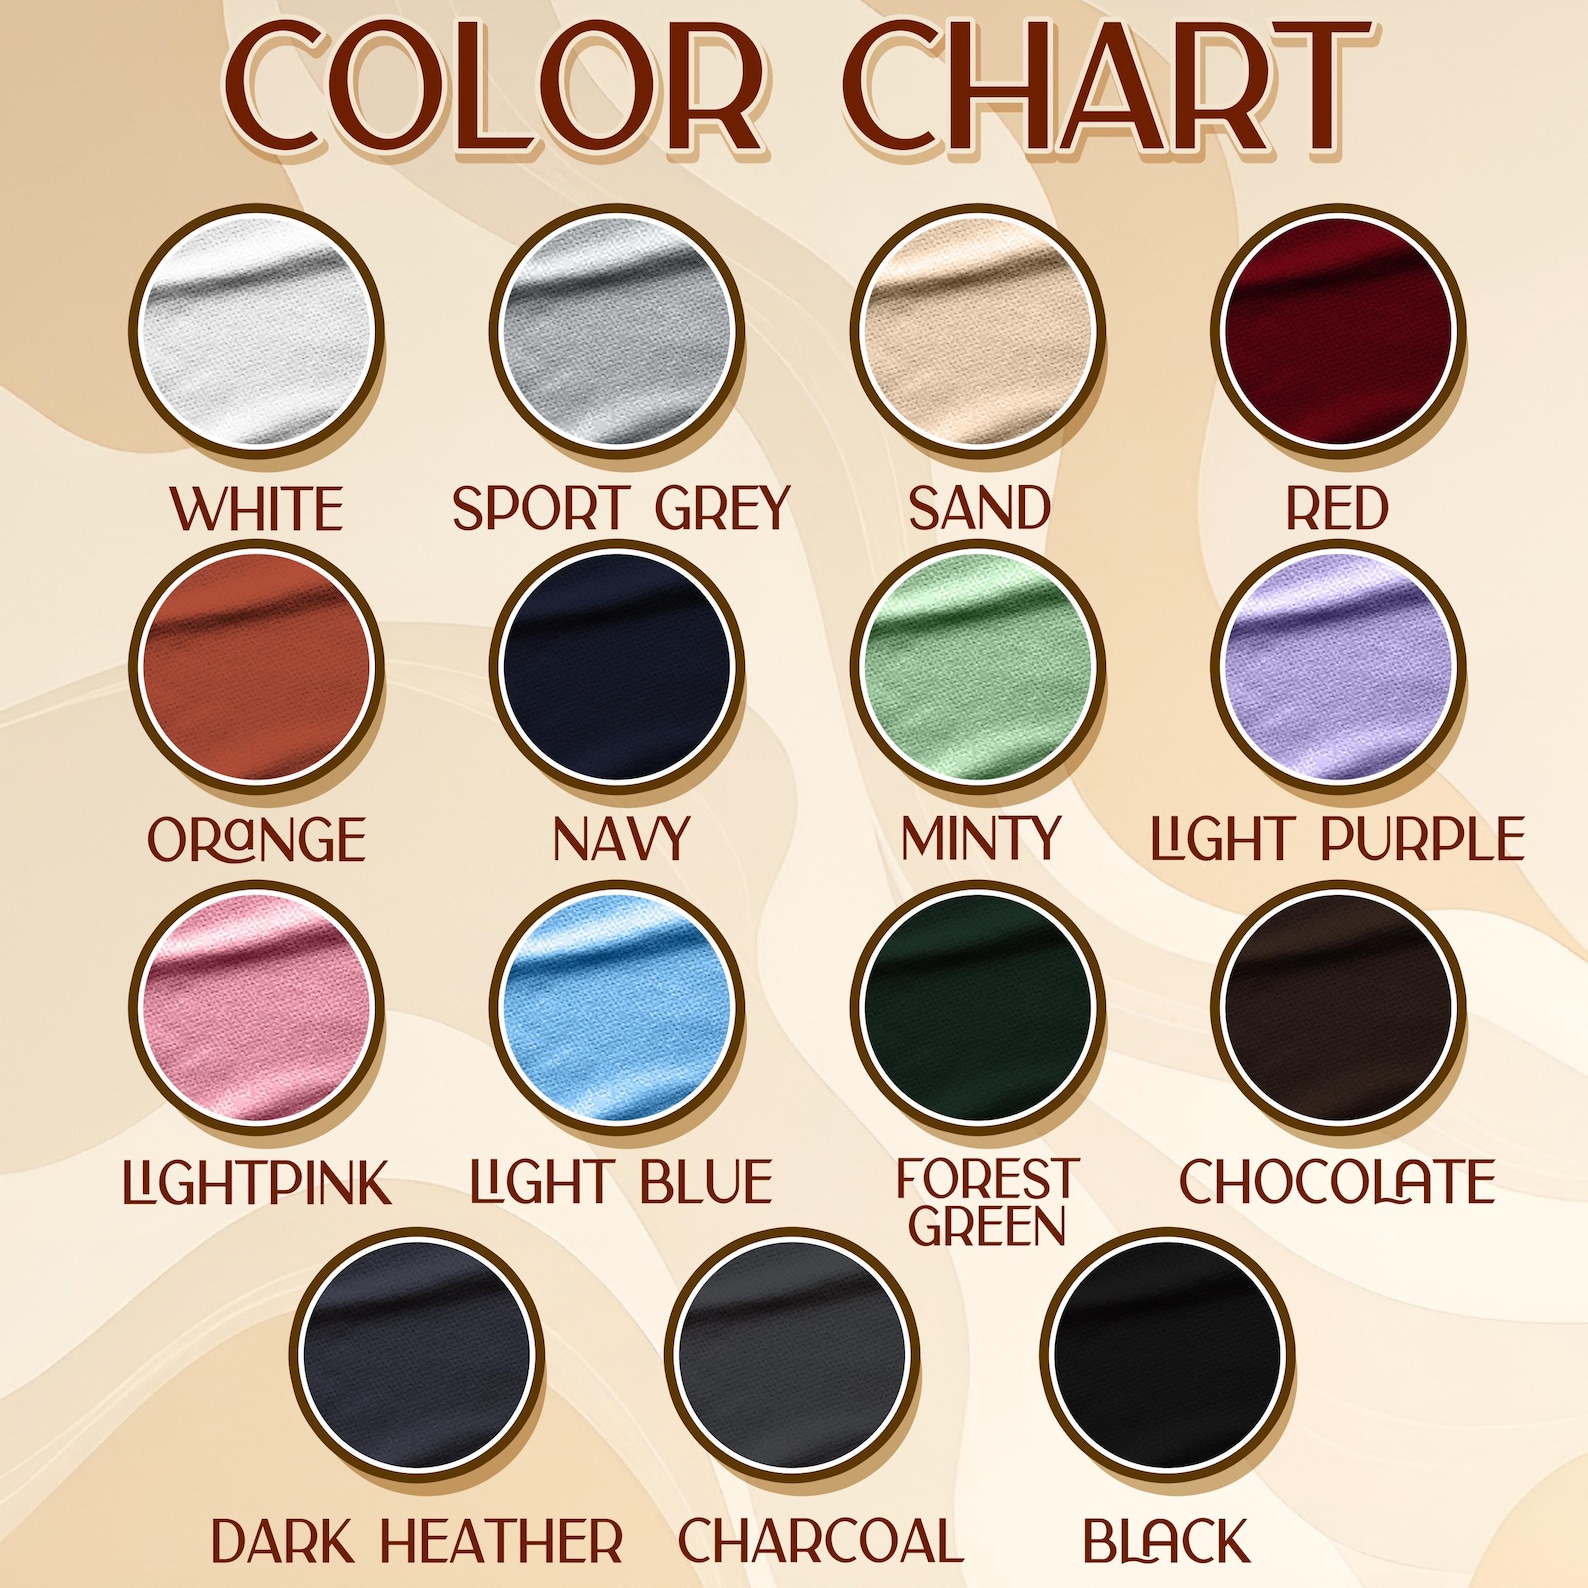 COLOR CHART
WHITE
SPORT GREY
SAND
RED
ORaNGE
NAVY
MINTY
LIGHT PURPLE
LIGHTPINK
LIGHT BLUE
FOREST
GREEN
CHOCOLATE
DARK HEATHER
CHARCOAL
BLACK